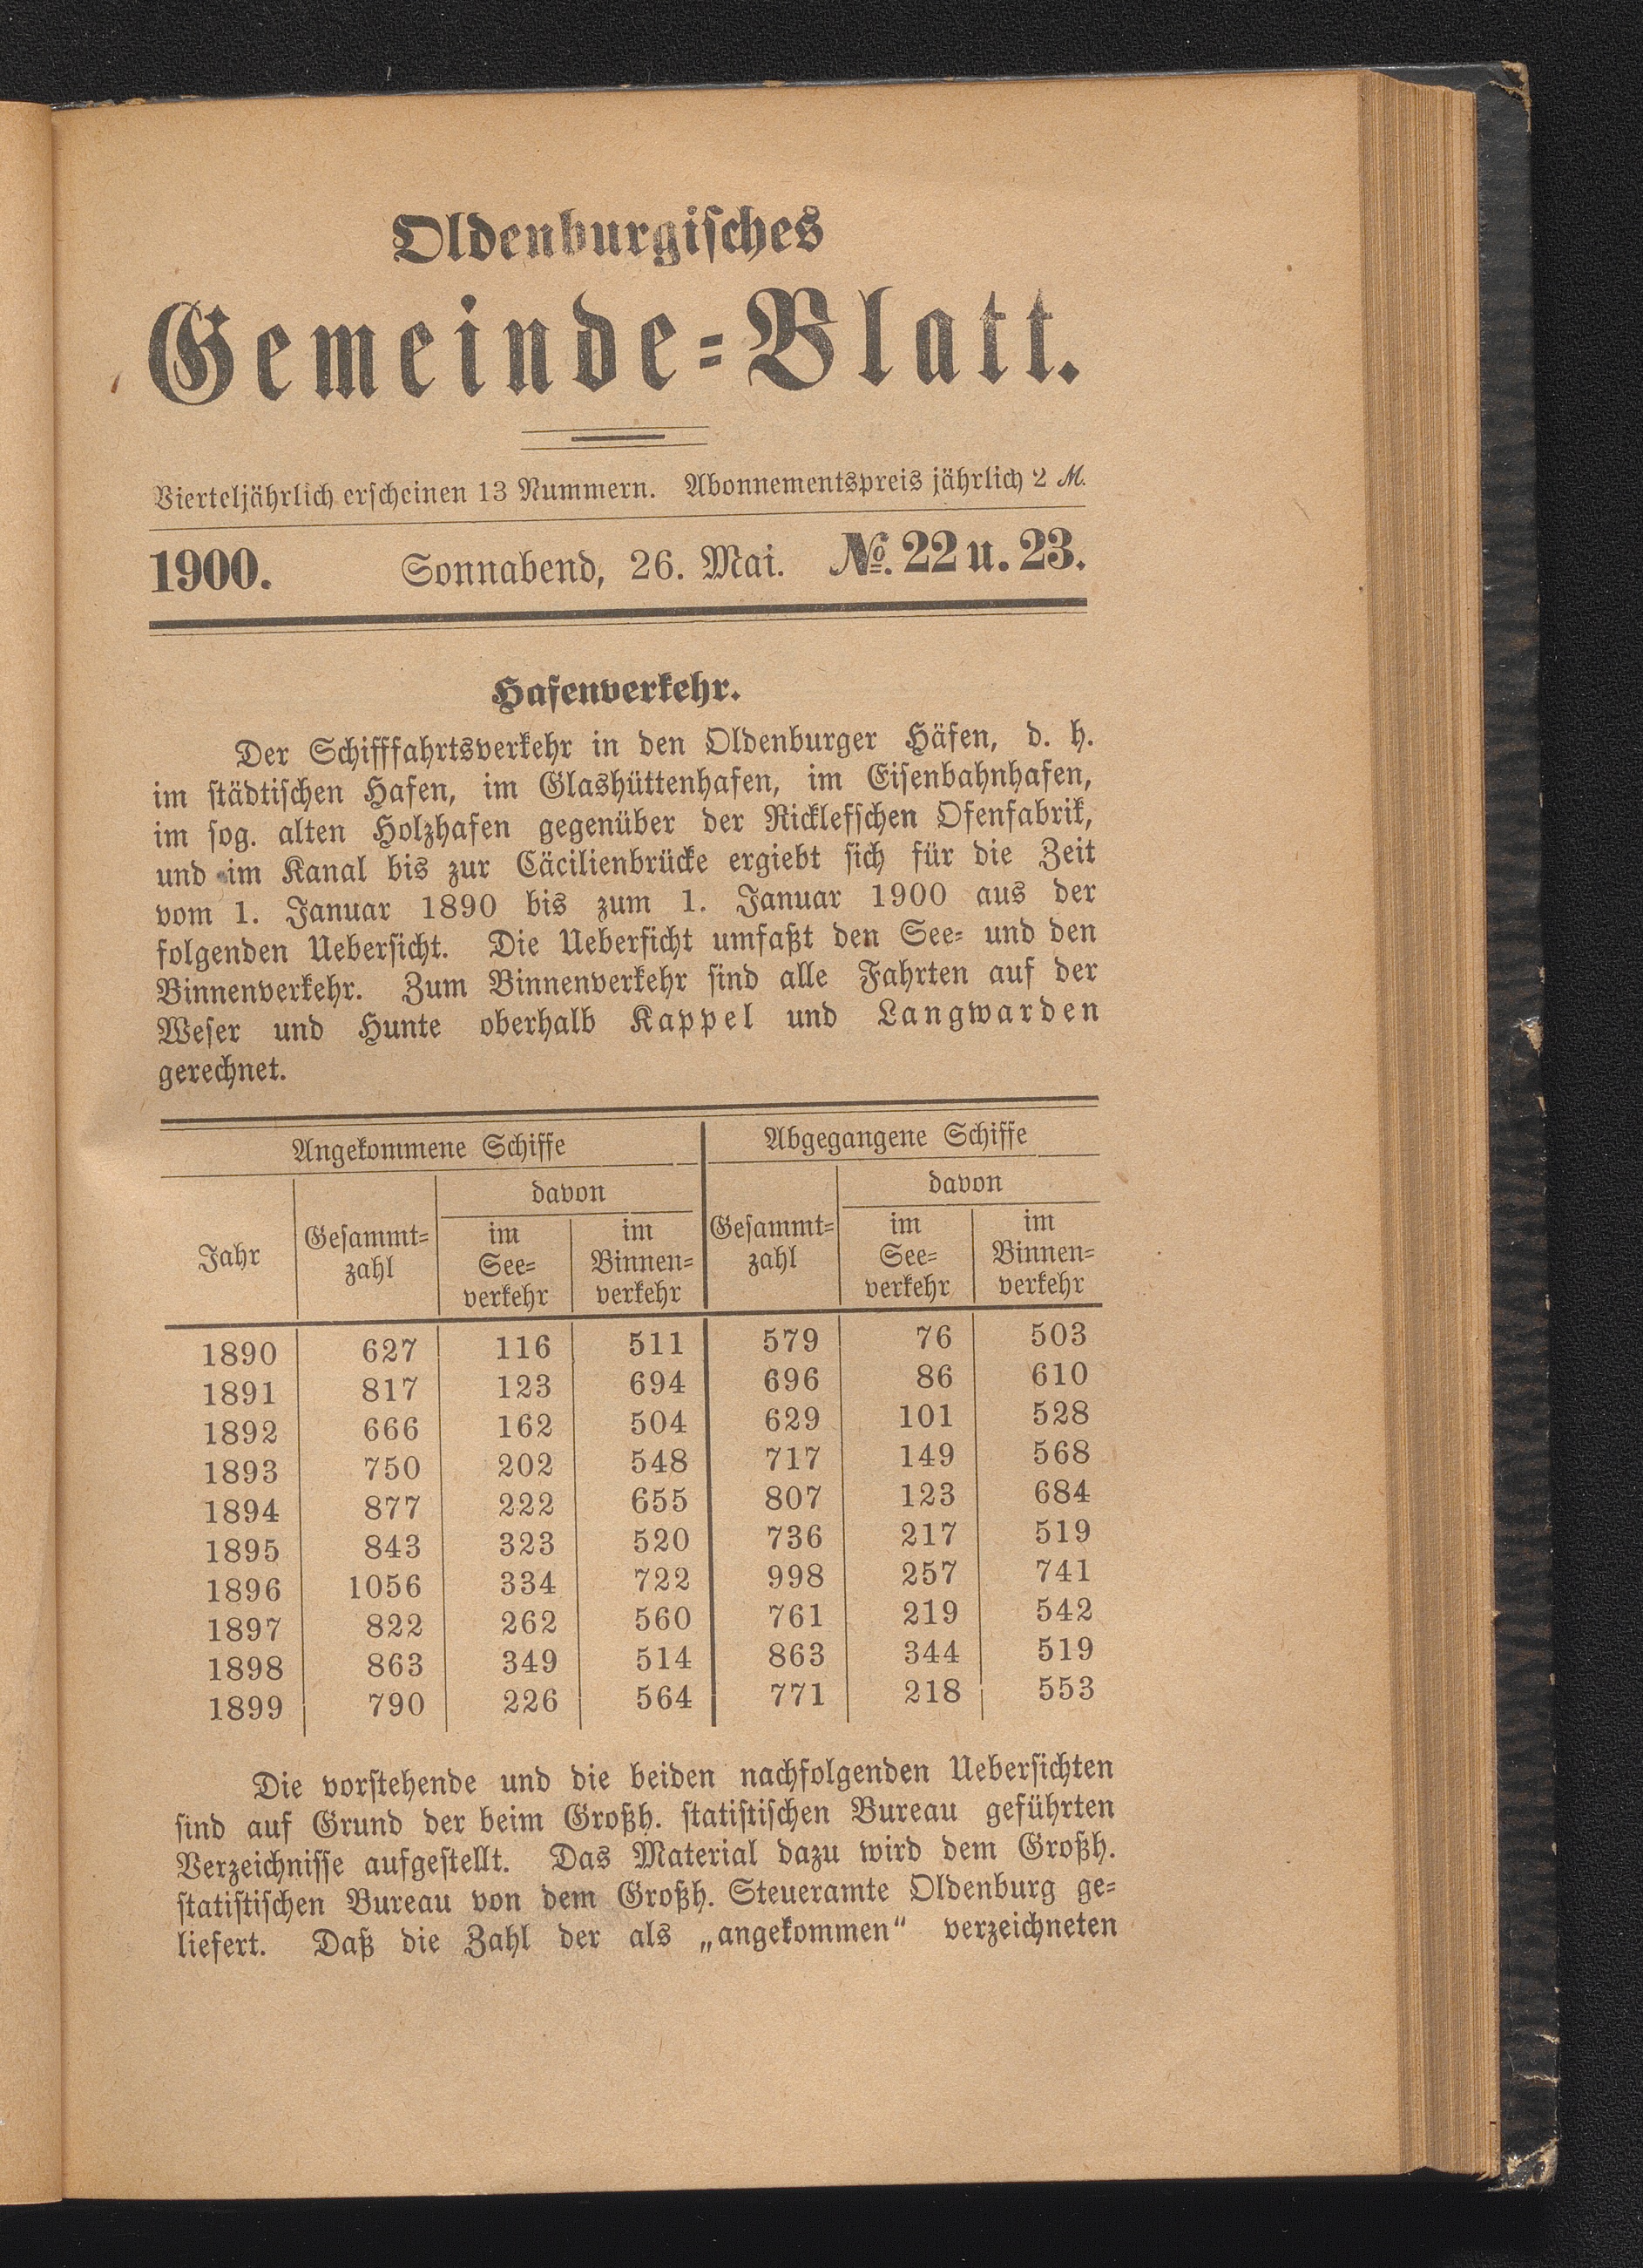 Oldenburgisches
Gemeinde=Blatt.
Vierteljährlich erscheinen 13 Nummern. Abonnementspreis jährlich 2 ℳ.
1900. Sonnabend, 26. Mai. №. 22 u. 23.
Hafenverkehr.
Der Schifffahrtsverkehr in den Oldenburger Häfen, d. h.
im städtischen Hafen, im Glashüttenhafen, im Eisenbahnhafen,
im sog. alten Holzhafen gegenüber der Ricklefschen Ofenfabrik,
und im Kanal bis zur Cäcilienbrücke ergiebt sich für die Zeit
vom 1. Januar 1890 bis zum 1. Januar 1900 aus der
folgenden Uebersicht. Die Uebersicht umfaßt den See= und den
Binnenverkehr. Zum Binnenverkehr sind alle Fahrten auf der
Weser und Hunte oberhalb Kappel und Langwarden
gerechnet.
Angekommene Schiffe Abgegangene Schiffe
davon davon
Jahr Gesammt= im im Gesammt= im im
zahl See= Binnen= zahl See= Binnen=
verkehr verkehr verkehr verkehr
1890 627 116 511 579 76 503
1891 817 123 694 696 86 610
1892 666 162 504 629 101 528
1893 750 202 548 717 149 568
1894 877 222 655 807 123 684
1895 843 323 520 736 217 519
1896 1056 334 722 998 257 741
1897 822 262 560 761 219 542
1898 863 349 514 863 344 519
1899 790 226 564 771 218 553
Die vorstehende und die beiden nachfolgenden Uebersichten
sind auf Grund der beim Großh. statistischen Bureau geführten
Verzeichnisse aufgestellt. Das Material dazu wird dem Großh.
statistischen Bureau von dem Großh. Steueramte Oldenburg ge=
liefert. Daß die Zahl der als „angekommen“ verzeichneten